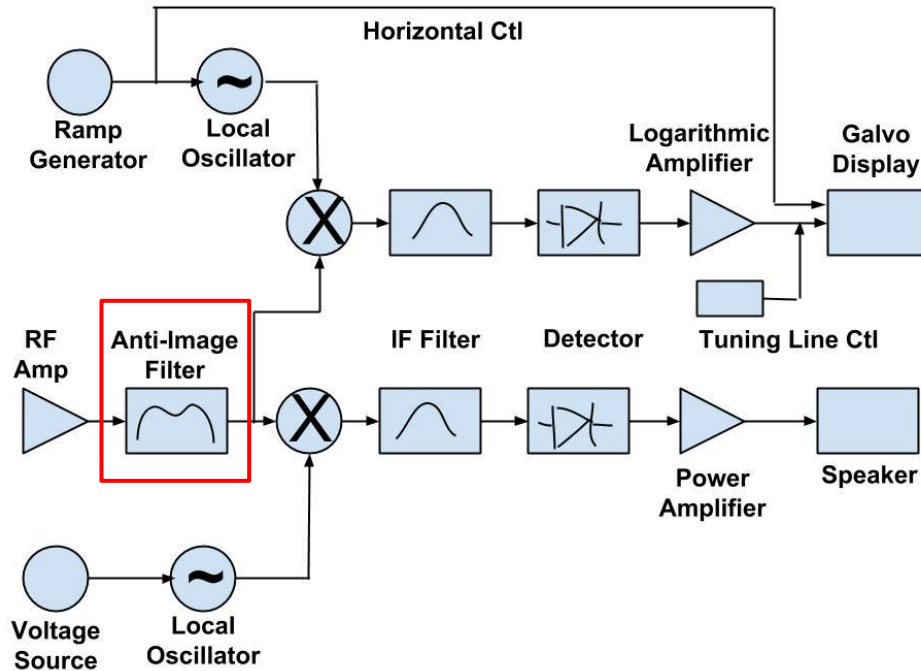 Horizontal Ctl
Ramp
Generator
Local
Oscillator
Logarithmic
Amplifier
Galvo
Display
X
RF
Amp
Anti-Image
Filter
IF Filter
Detector
Tuning Line Ctl
X
Power
Amplifier
Speaker
Voltage
Source
Local
Oscillator